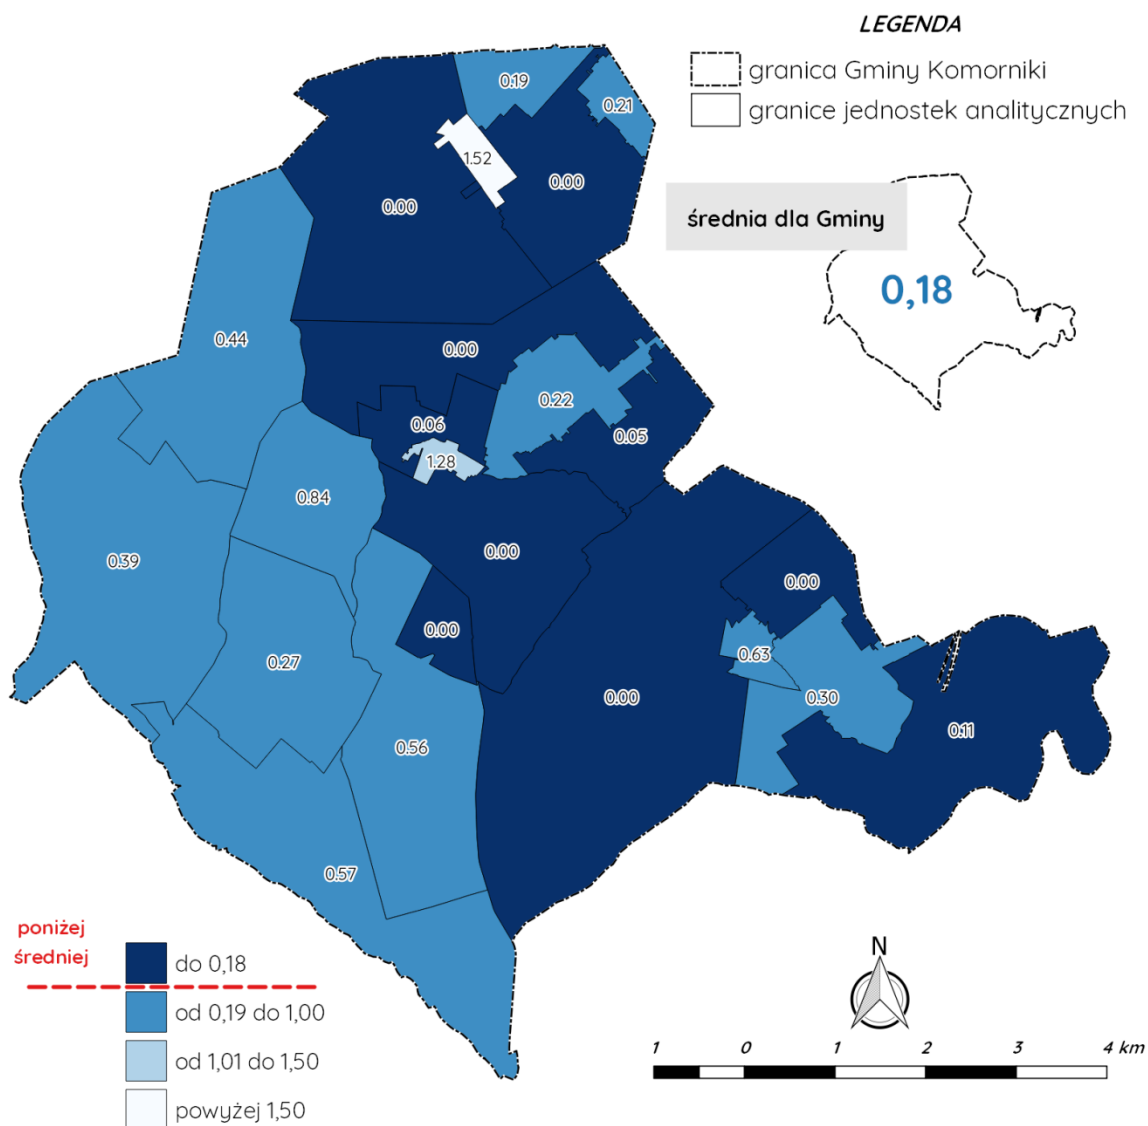 LEGENDA
granica Gminy Komorniki
granice jednostek analitycznych
średnia dla Gminy
0,18
0.19
0.21
1.52
0.00
0.00
0.44
0.00
0.22
0.06
0.05
1.28
0.84
0.39
0.00
0.00
0.00
0.63
0.27
0.30
0.00
0.11
0.56
0.57
poniżej
średniej
do 0,18
od 0,19 do 1,00
od 1,01 do 1,50
powyżej 1,50
N
1 0 1 2 3 4 km